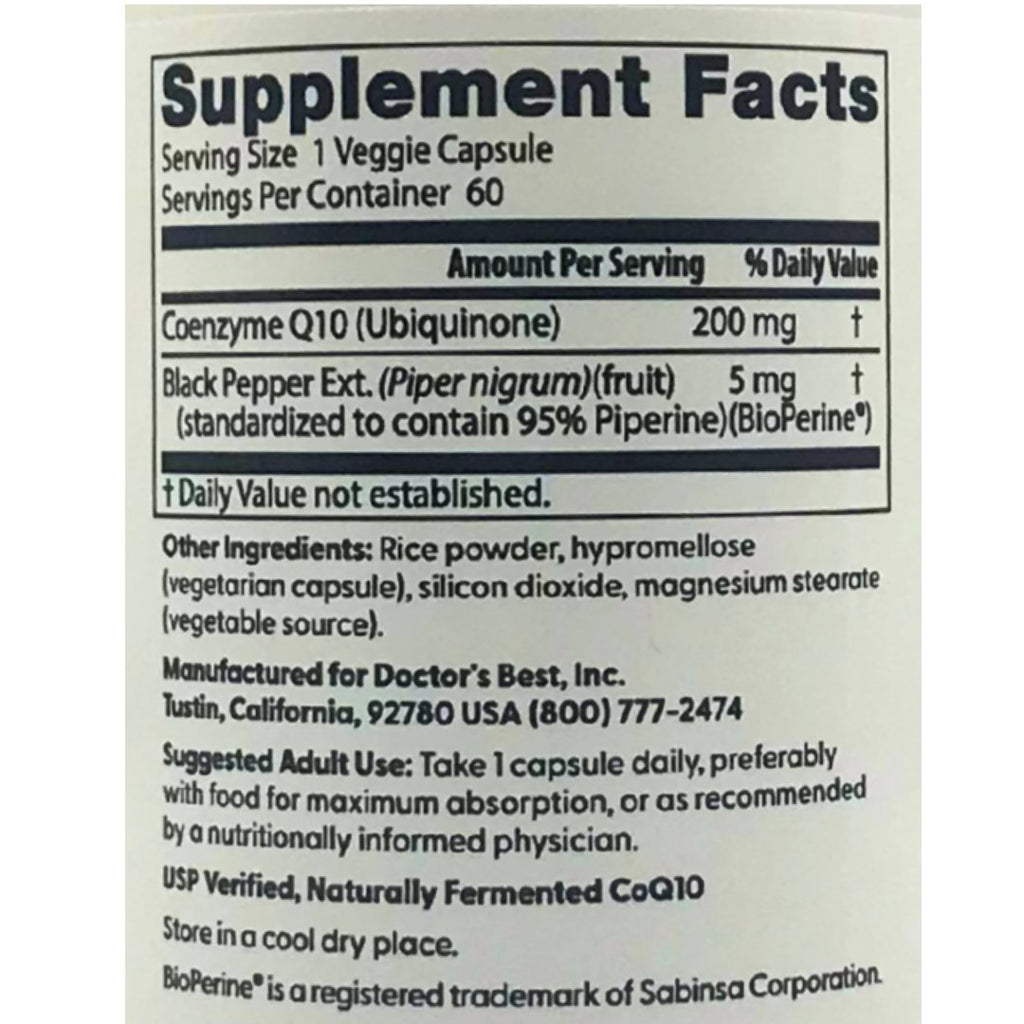 Supplement Facts
Serving Size 1 Veggie Capsule
Servings Per Container 60
Amount Per Serving % Daily Value
Coenzyme Q10 (Ubiquinone) 200 mg †
Black Pepper Ext. (Piper nigrum)(fruit) 5 mg †
(standardized to contain 95% Piperine)(BioPerine®)
† Daily Value not established.
Other Ingredients: Rice powder, hypromellose
(vegetarian capsule), silicon dioxide, magnesium stearate
(vegetable source).
Manufactured for Doctor's Best, Inc.
Tustin, California, 92780 USA (800) 777-2474
Suggested Adult Use: Take 1 capsule daily, preferably
with food for maximum absorption, or as recommended
by a nutritionally informed physician.
USP Verified, Naturally Fermented CoQ10
Store in a cool dry place.
BioPerine® is a registered trademark of Sabinsa Corporation.